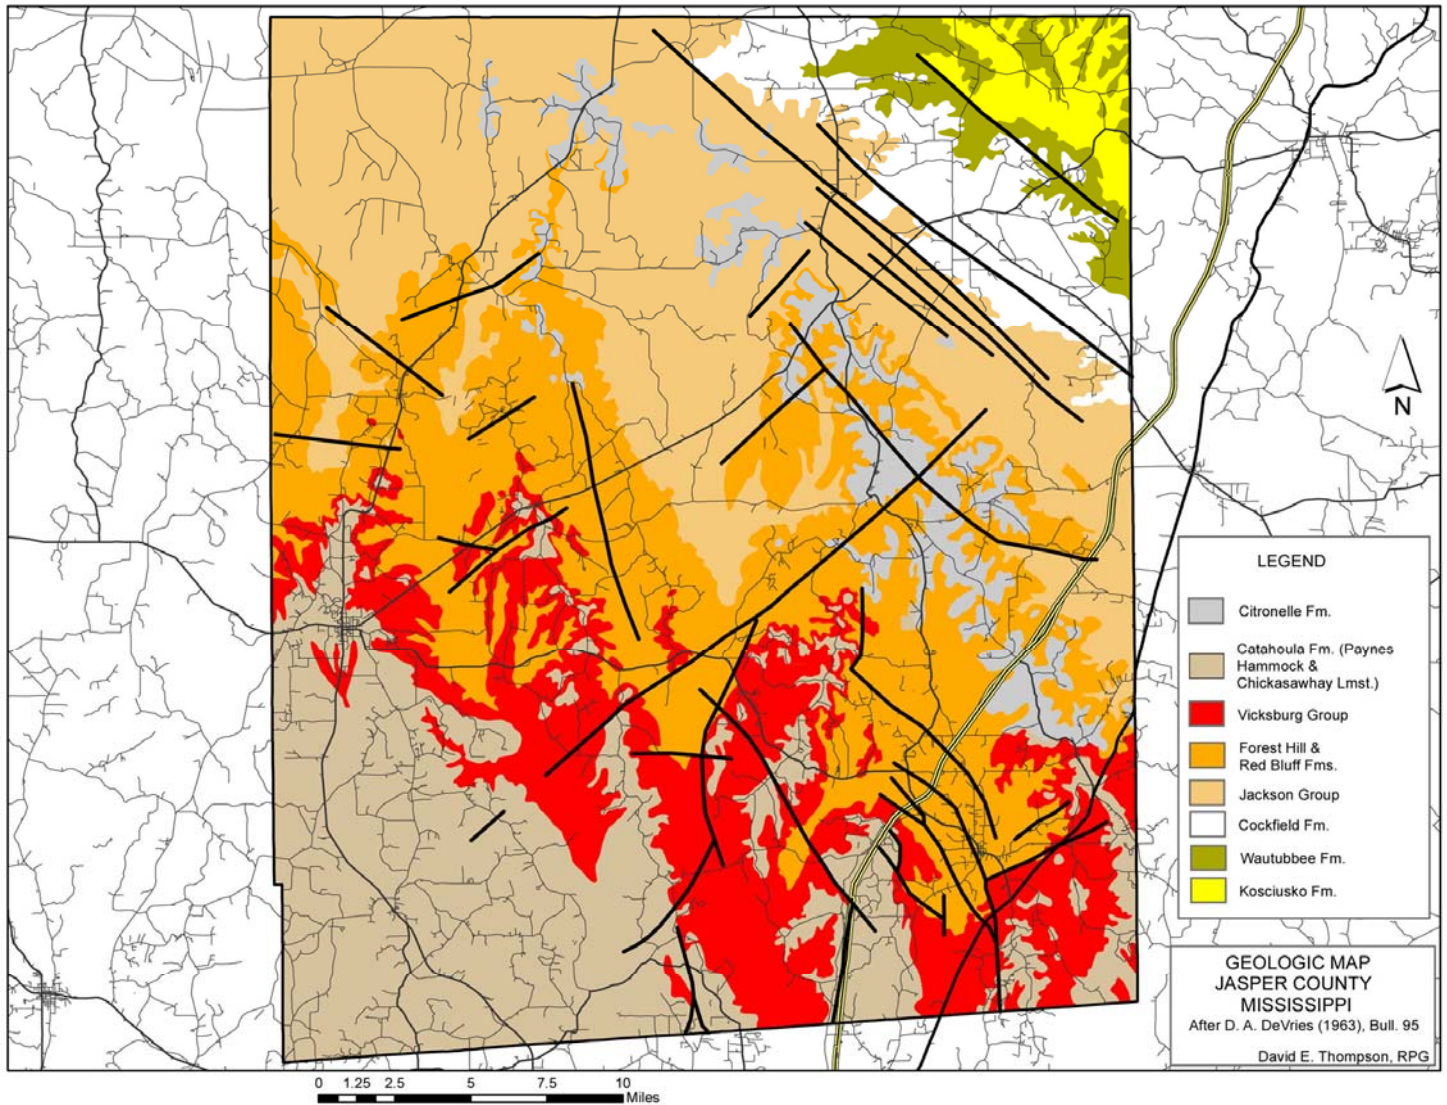 N
LEGEND
Citronelle Fm.
Catahoula Fm. (Paynes
Hammock &
Chickasawhay Lmst.)
Vicksburg Group
Forest Hill &
Red Bluff Fms.
Jackson Group
Cockfield Fm.
Wautubbee Fm.
Kosciusko Fm.
GEOLOGIC MAP
JASPER COUNTY
MISSISSIPPI
After D. A. DeVries (1963), Bull. 95
David E. Thompson, RPG
0 1.25 2.5 5 7.5 10
Miles